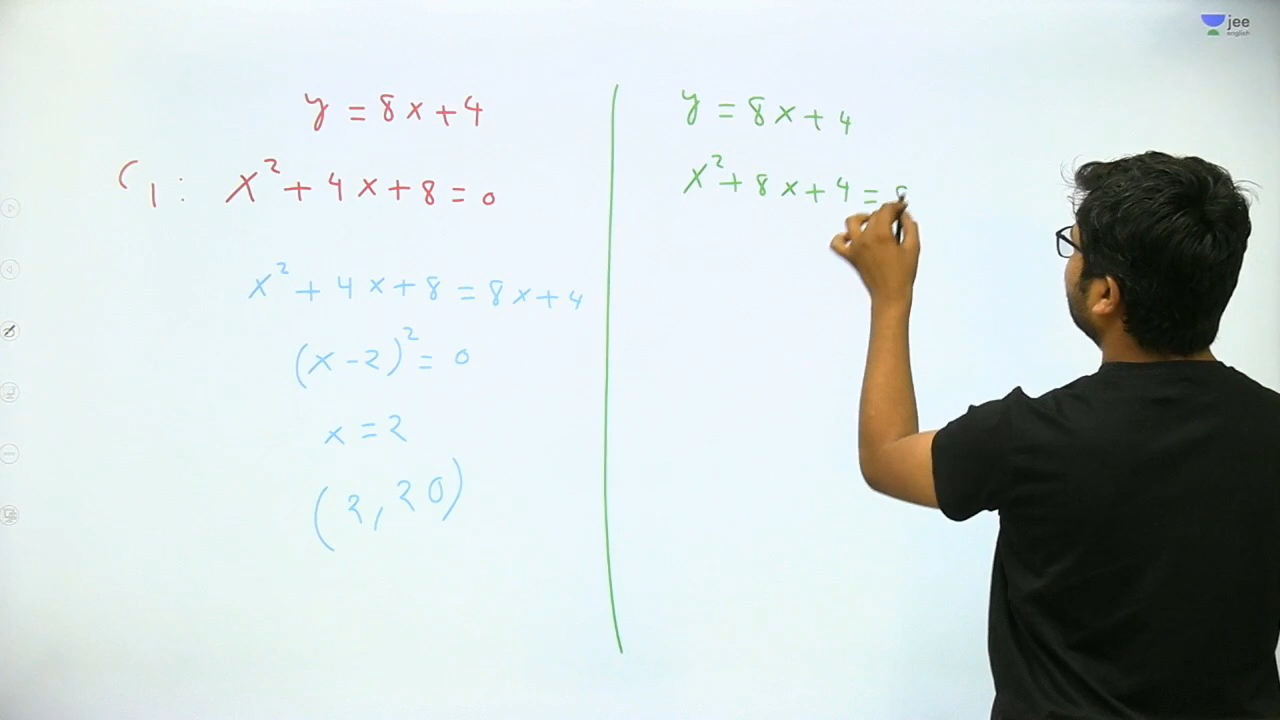 jee
english
y = 8x + 4
C₁ : x² + 4x + 8 = 0
x² + 4x + 8 = 8x + 4
(x - 2)² = 0
x = 2
(2, 20)
y = 8x + 4
x² + 8x + 4 =